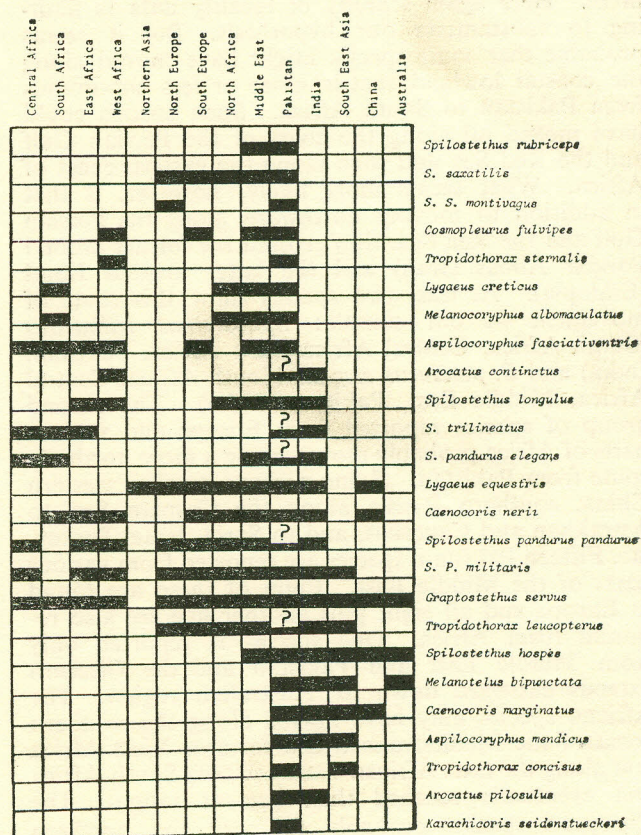 Central Africa
South Africa
East Africa
West Africa
Northern Asia
North Europe
South Europe
North Africa
Middle East
Pakistan
India
South East Asia
China
Australia
Spilostethus rubriceps
S. saxatilis
S. S. montivagus
Cosmopleurus fulvipes
Tropidothorax sternalis
Lygaeus creticus
Melanocoryphus albomaculatus
Aspilocoryphus fasciativentris
?
Arocatus continctus
Spilostethus longulus
?
S. trilineatus
?
S. pandurus elegans
Lygaeus equestris
Caenocoris nerii
?
Spilostethus pandurus pandurus
S. P. militaris
Graptostethus servus
?
Tropidothorax leucopterus
Spilostethus hospes
Melanotelus bipunctata
Caenocoris marginatus
Aspilocoryphus mendicus
Tropidothorax concisus
Arocatus pilosulus
Karachicoris seidenstueckeri